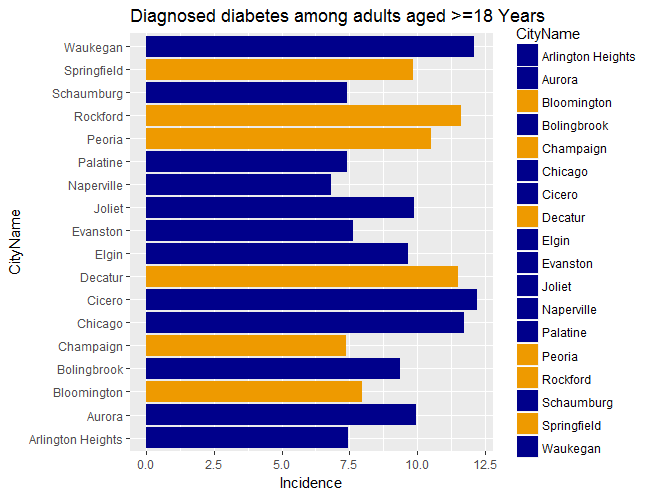 Diagnosed diabetes among adults aged >=18 Years
CityName
Waukegan
Springfield
Schaumburg
Rockford
Peoria
Palatine
Naperville
Joliet
Evanston
Elgin
Decatur
Cicero
Chicago
Champaign
Bolingbrook
Bloomington
Aurora
Arlington Heights
0.0 2.5 5.0 7.5 10.0 12.5
Incidence
CityName
Arlington Heights
Aurora
Bloomington
Bolingbrook
Champaign
Chicago
Cicero
Decatur
Elgin
Evanston
Joliet
Naperville
Palatine
Peoria
Rockford
Schaumburg
Springfield
Waukegan